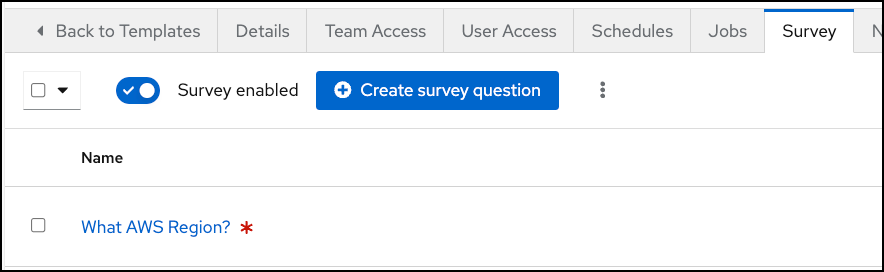 Back to Templates Details Team Access User Access Schedules Jobs Survey
Survey enabled Create survey question
Name
What AWS Region? *